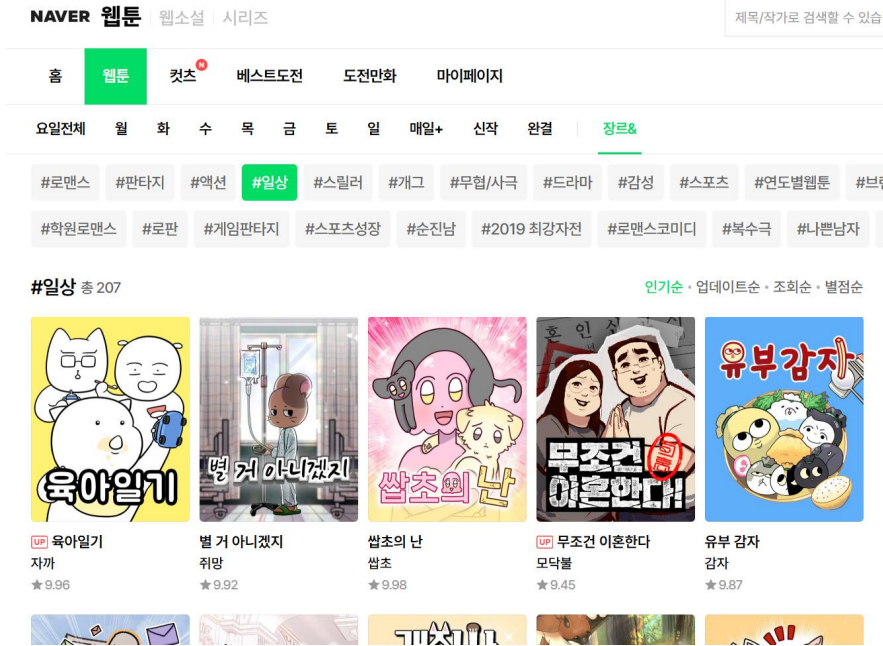 NAVER 웹툰 웹소설 시리즈
제목/작가로 검색할 수 있습
홈 웹툰 컷츠 N 베스트도전 도전만화 마이페이지
요일전체 월 화 수 목 금 토 일 매일+ 신작 완결 장르&
#로맨스 #판타지 #액션 #일상 #스릴러 #개그 #무협/사극 #드라마 #감성 #스포츠 #연도별웹툰 #브
#학원로맨스 #로판 #게임판타지 #스포츠성장 #순진남 #2019 최강자전 #로맨스코미디 #복수극 #나쁜남자
#일상 총 207
인기순 업데이트순 조회순 별점순
육아일기
별 거 아니겠지
쌉초의 난
무조건
이혼한다!
유부감자
UP 육아일기
자까
★9.96
별 거 아니겠지
쥐망
★9.92
쌉초의 난
쌉초
★9.98
UP 무조건 이혼한다
모닥불
★9.45
유부 감자
감자
★9.87